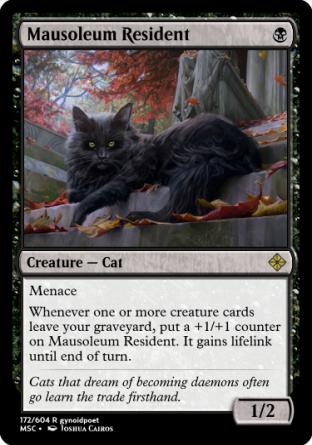 Mausoleum Resident
Creature — Cat
Menace
Whenever one or more creature cards
leave your graveyard, put a +1/+1 counter
on Mausoleum Resident. It gains lifelink
until end of turn.
Cats that dream of becoming daemons often
go learn the trade firsthand.
172/604 R gynoidpoet
MSC • Joshua Cairos
1/2